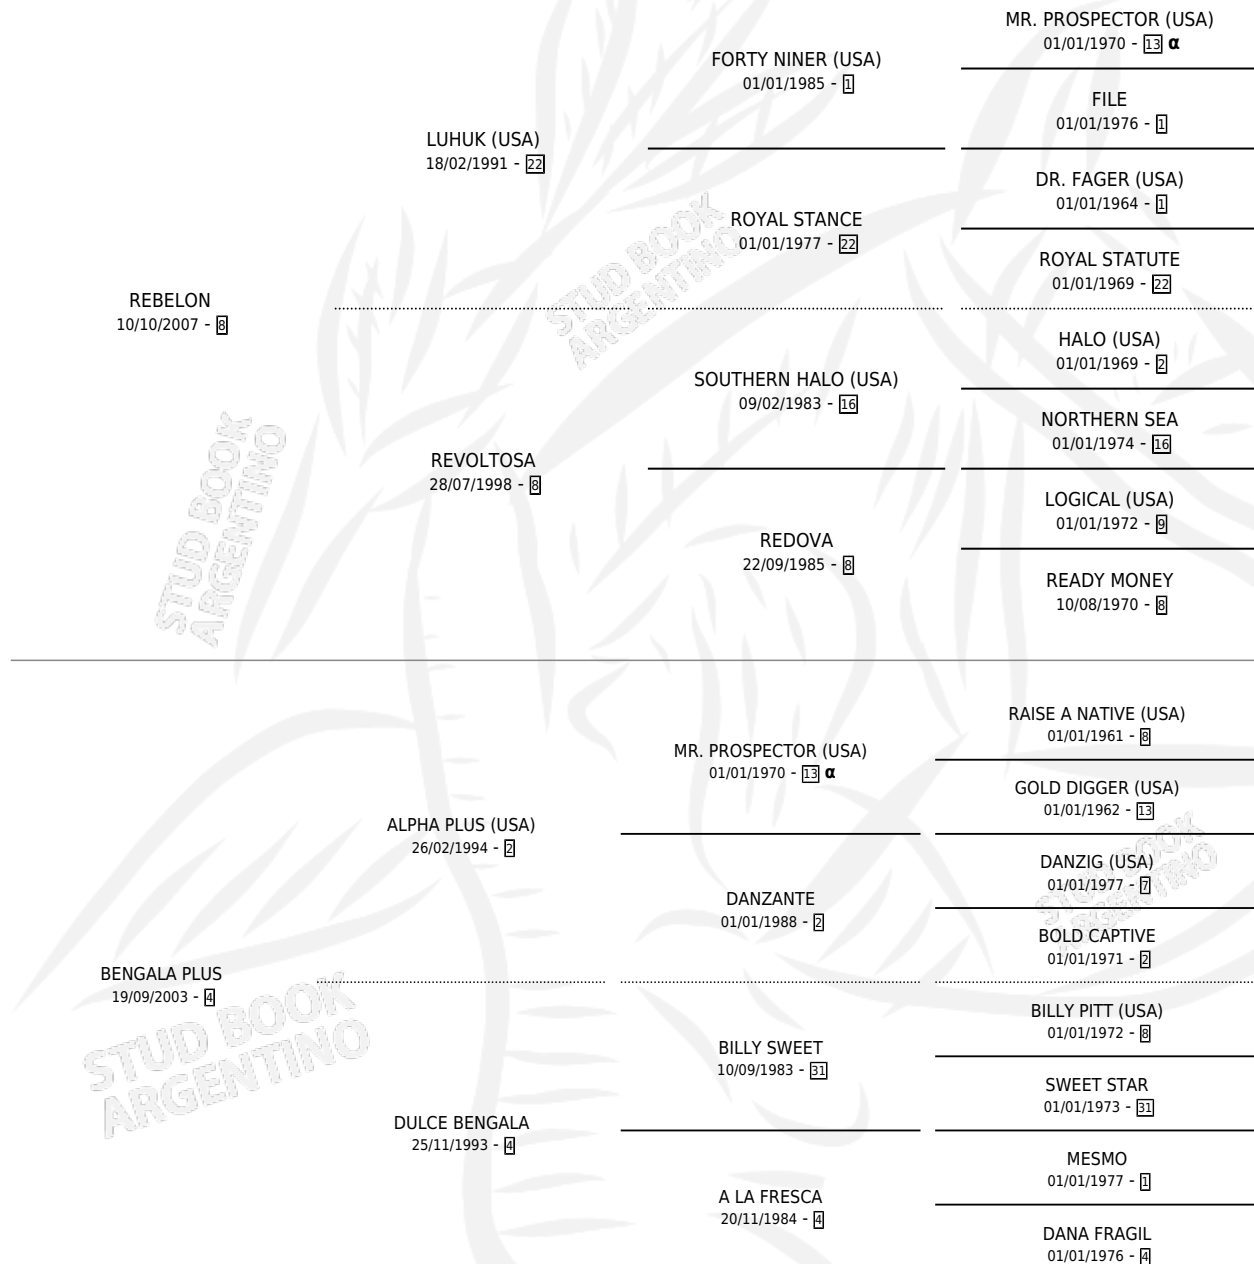 MR. PROSPECTOR (USA)
01/01/1970 - 13 α
FORTY NINER (USA)
01/01/1985 - 1
FILE
01/01/1976 - 1
LUHUK (USA)
18/02/1991 - 22
DR. FAGER (USA)
01/01/1964 - 1
ROYAL STANCE
01/01/1977 - 22
ROYAL STATUTE
01/01/1969 - 22
REBELON
10/10/2007 - 8
HALO (USA)
01/01/1969 - 2
SOUTHERN HALO (USA)
09/02/1983 - 16
NORTHERN SEA
01/01/1974 - 16
REVOLTOSA
28/07/1998 - 8
LOGICAL (USA)
01/01/1972 - 9
REDOVA
22/09/1985 - 8
READY MONEY
10/08/1970 - 8
RAISE A NATIVE (USA)
01/01/1961 - 8
MR. PROSPECTOR (USA)
01/01/1970 - 13 α
GOLD DIGGER (USA)
01/01/1962 - 13
ALPHA PLUS (USA)
26/02/1994 - 2
DANZIG (USA)
01/01/1977 - 7
DANZANTE
01/01/1988 - 2
BOLD CAPTIVE
01/01/1971 - 2
BENGALA PLUS
19/09/2003 - 4
BILLY PITT (USA)
01/01/1972 - 8
BILLY SWEET
10/09/1983 - 31
SWEET STAR
01/01/1973 - 31
DULCE BENGALA
25/11/1993 - 4
MESMO
01/01/1977 - 1
A LA FRESCA
20/11/1984 - 4
DANA FRAGIL
01/01/1976 - 4
STUD BOOK
ARGENTINO
STUD BOOK
ARGENTINO
STUD BOOK
ARGENTINO
STUD BOOK
ARGENTINO